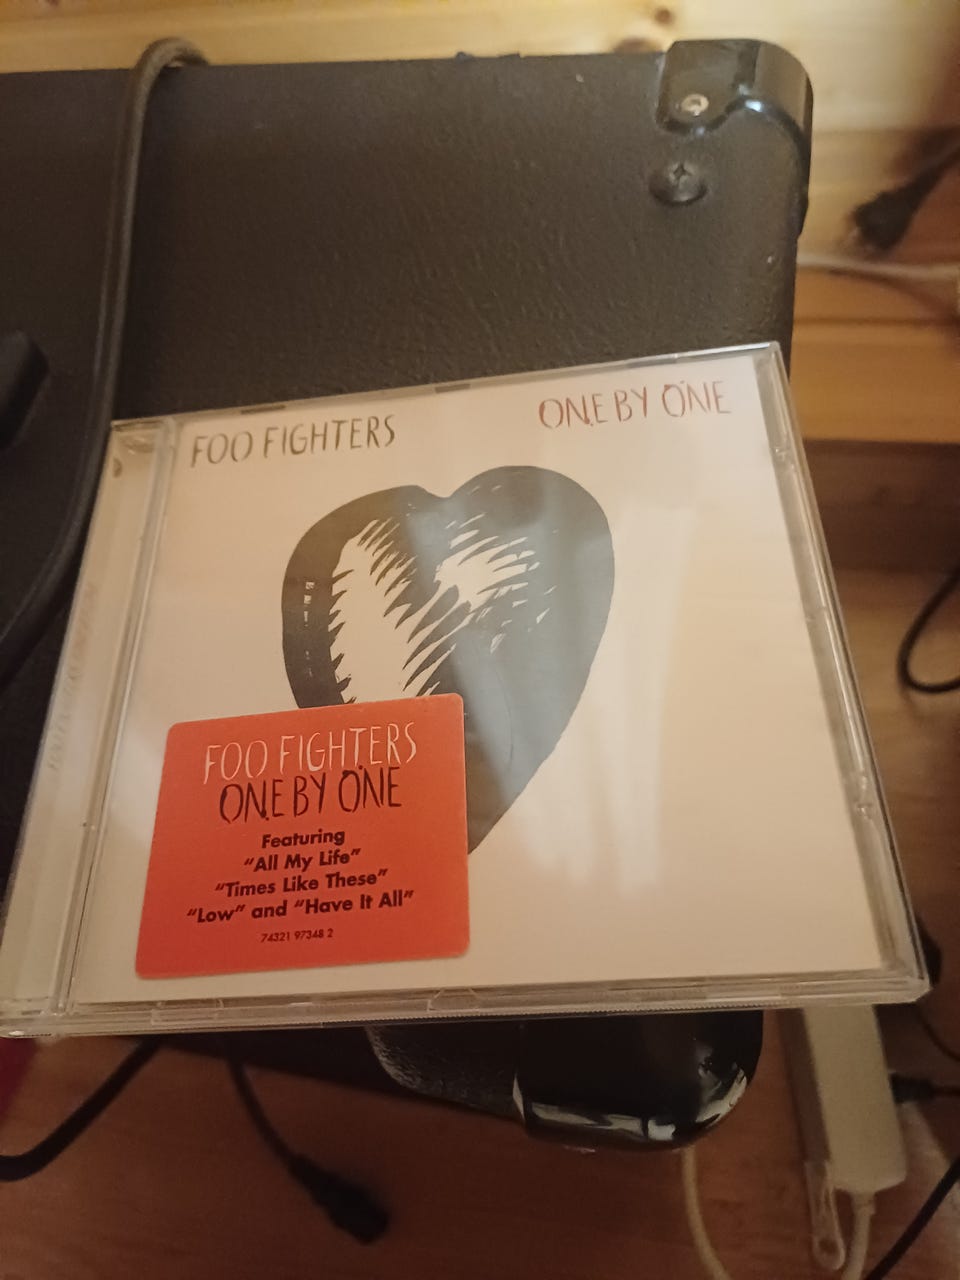 FOO FIGHTERS
ONE BY ONE
FOO FIGHTERS
ONE BY ONE
Featuring
"All My Life"
"Times Like These"
"Low" and "Have It All"
74321 97348 2